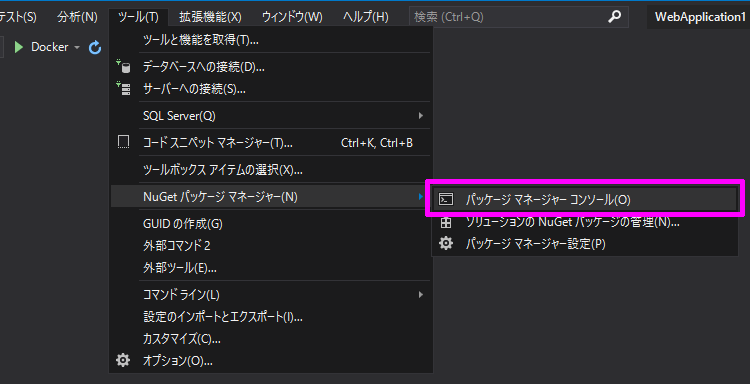 テスト(S) 分析(N) ツール(T) 拡張機能(X) ウィンドウ(W) ヘルプ(H) 検索 (Ctrl+Q) WebApplication1
Docker
ツールと機能を取得(T)...
データベースへの接続(D)...
サーバーへの接続(S)...
SQL Server(Q)
コード スニペット マネージャー(T)... Ctrl+K, Ctrl+B
ツールボックス アイテムの選択(X)...
NuGet パッケージ マネージャー(N)
パッケージ マネージャー コンソール(O)
ソリューションの NuGet パッケージの管理(N)...
パッケージ マネージャー設定(P)
GUID の作成(G)
外部コマンド 2
外部ツール(E)...
コマンド ライン(L)
設定のインポートとエクスポート(I)...
カスタマイズ(C)...
オプション(O)...